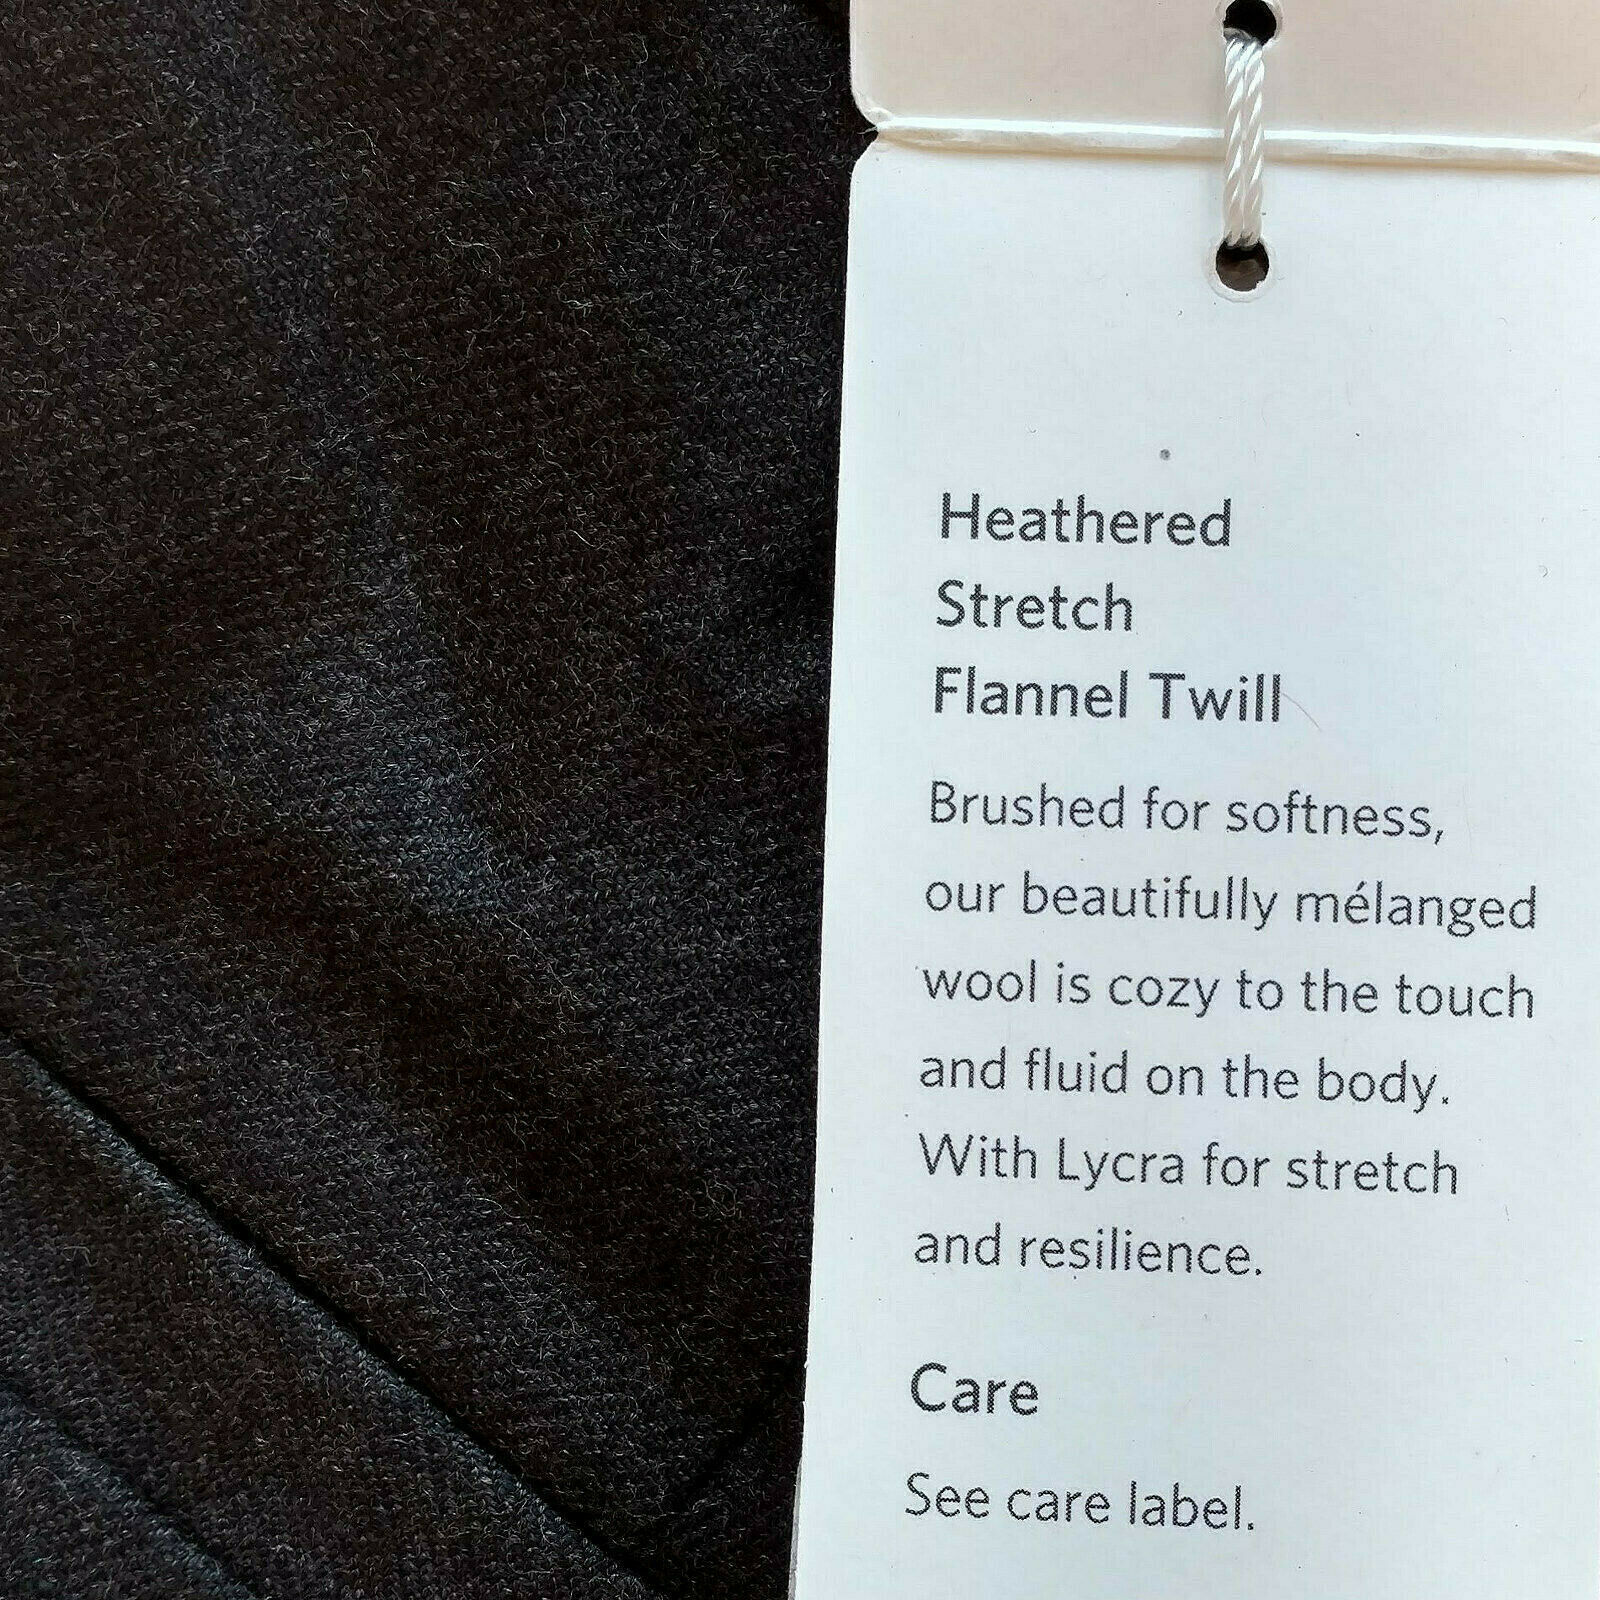 Heathered
Stretch
Flannel Twill
Brushed for softness,
our beautifully mélanged
wool is cozy to the touch
and fluid on the body.
With Lycra for stretch
and resilience.
Care
See care label.